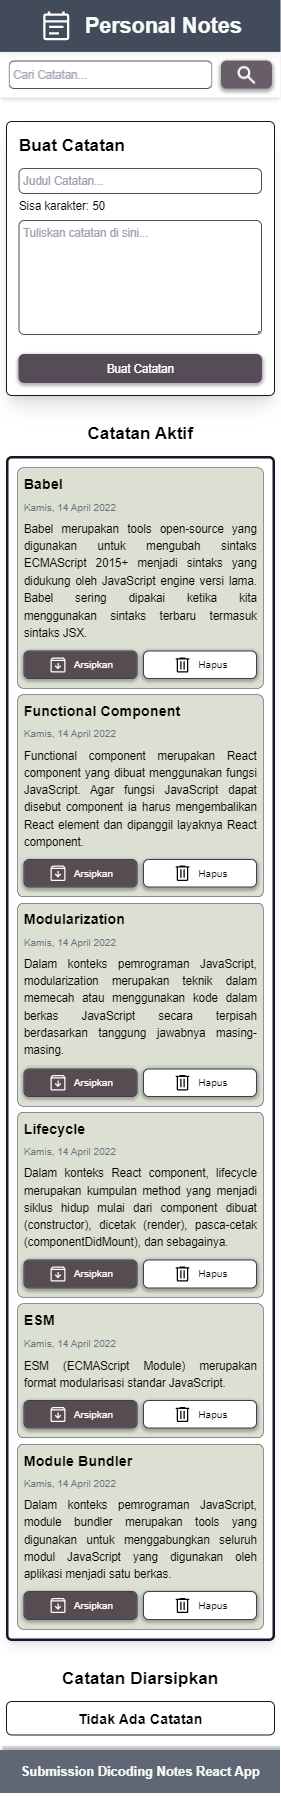 Personal Notes
Cari Catatan...
Buat Catatan
Judul Catatan...
Sisa karakter: 50
Tuliskan catatan di sini...
Buat Catatan
Catatan Aktif
Babel
Kamis, 14 April 2022
Babel merupakan tools open-source yang
digunakan untuk mengubah sintaks
ECMAScript 2015+ menjadi sintaks yang
didukung oleh JavaScript engine versi lama.
Babel sering dipakai ketika kita
menggunakan sintaks terbaru termasuk
sintaks JSX.
Arsipkan Hapus
Functional Component
Kamis, 14 April 2022
Functional component merupakan React
component yang dibuat menggunakan fungsi
JavaScript. Agar fungsi JavaScript dapat
disebut component ia harus mengembalikan
React element dan dipanggil layaknya React
component.
Arsipkan Hapus
Modularization
Kamis, 14 April 2022
Dalam konteks pemrograman JavaScript,
modularization merupakan teknik dalam
memecah atau menggunakan kode dalam
berkas JavaScript secara terpisah
berdasarkan tanggung jawabnya masing-
masing.
Arsipkan Hapus
Lifecycle
Kamis, 14 April 2022
Dalam konteks React component, lifecycle
merupakan kumpulan method yang menjadi
siklus hidup mulai dari component dibuat
(constructor), dicetak (render), pasca-cetak
(componentDidMount), dan sebagainya.
Arsipkan Hapus
ESM
Kamis, 14 April 2022
ESM (ECMAScript Module) merupakan
format modularisasi standar JavaScript.
Arsipkan Hapus
Module Bundler
Kamis, 14 April 2022
Dalam konteks pemrograman JavaScript,
module bundler merupakan tools yang
digunakan untuk menggabungkan seluruh
modul JavaScript yang digunakan oleh
aplikasi menjadi satu berkas.
Arsipkan Hapus
Catatan Diarsipkan
Tidak Ada Catatan
Submission Dicoding Notes React App